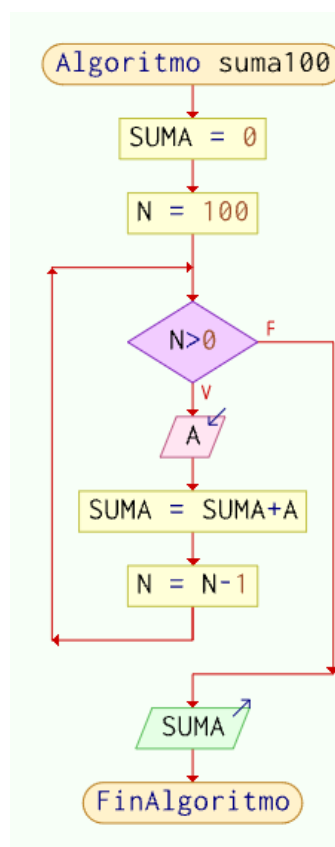 Algoritmo suma100
SUMA = 0
N = 100
N>0
F
V
A
SUMA = SUMA+A
N = N-1
SUMA
FinAlgoritmo